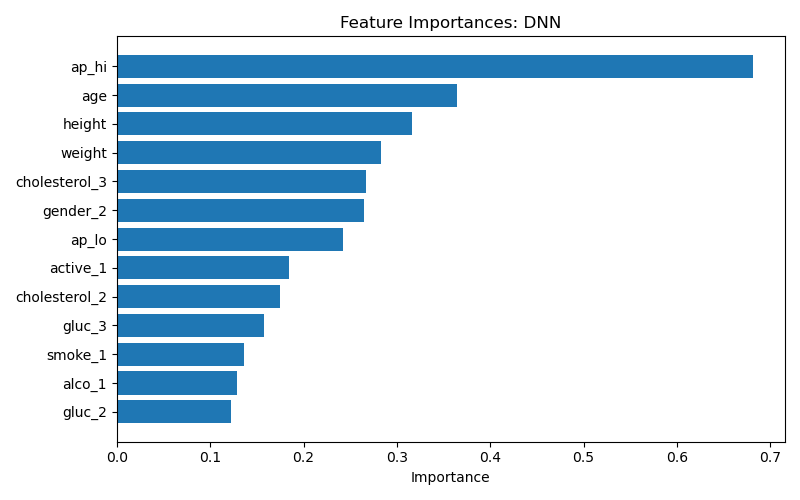 Feature Importances: DNN
ap_hi
age
height
weight
cholesterol_3
gender_2
ap_lo
active_1
cholesterol_2
gluc_3
smoke_1
alco_1
gluc_2
0.0 0.1 0.2 0.3 0.4 0.5 0.6 0.7
Importance